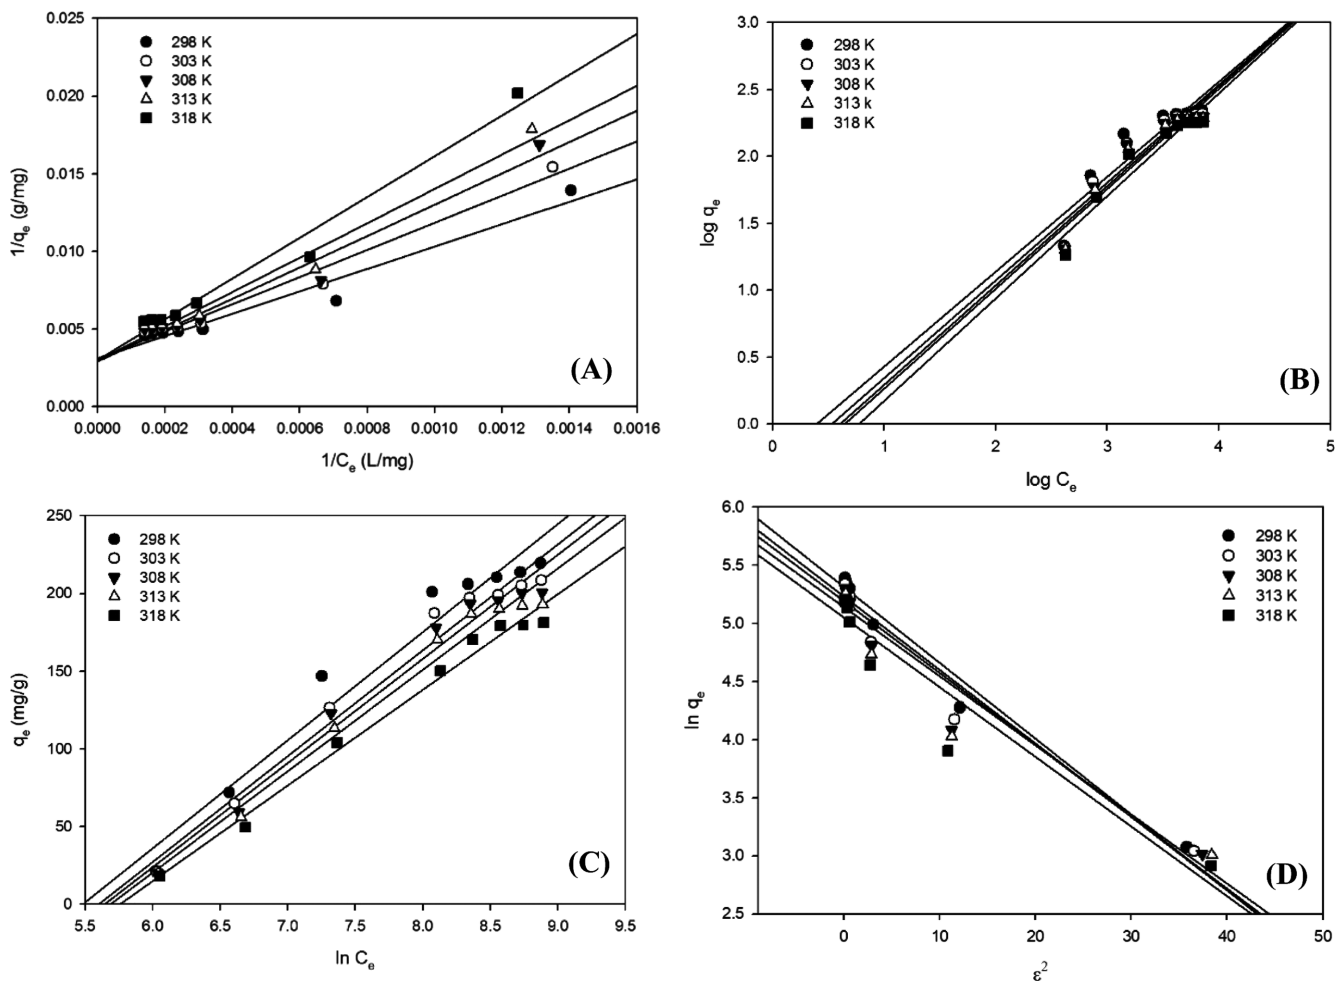 0.025
0.020
0.015
0.010
0.005
0.000
1/qe (g/mg)
298 K
303 K
308 K
313 K
318 K
(A)
0.0000 0.0002 0.0004 0.0006 0.0008 0.0010 0.0012 0.0014 0.0016
1/Ce (L/mg)
3.0
2.5
2.0
1.5
1.0
0.5
0.0
log qe
298 K
303 K
308 K
313 k
318 K
(B)
0 1 2 3 4 5
log Ce
250
200
150
100
50
0
qe (mg/g)
298 K
303 K
308 K
313 K
318 K
(C)
5.5 6.0 6.5 7.0 7.5 8.0 8.5 9.0 9.5
ln Ce
6.0
5.5
5.0
4.5
4.0
3.5
3.0
2.5
ln qe
298 K
303 K
308 K
313 K
318 K
(D)
0 10 20 30 40 50
ε²